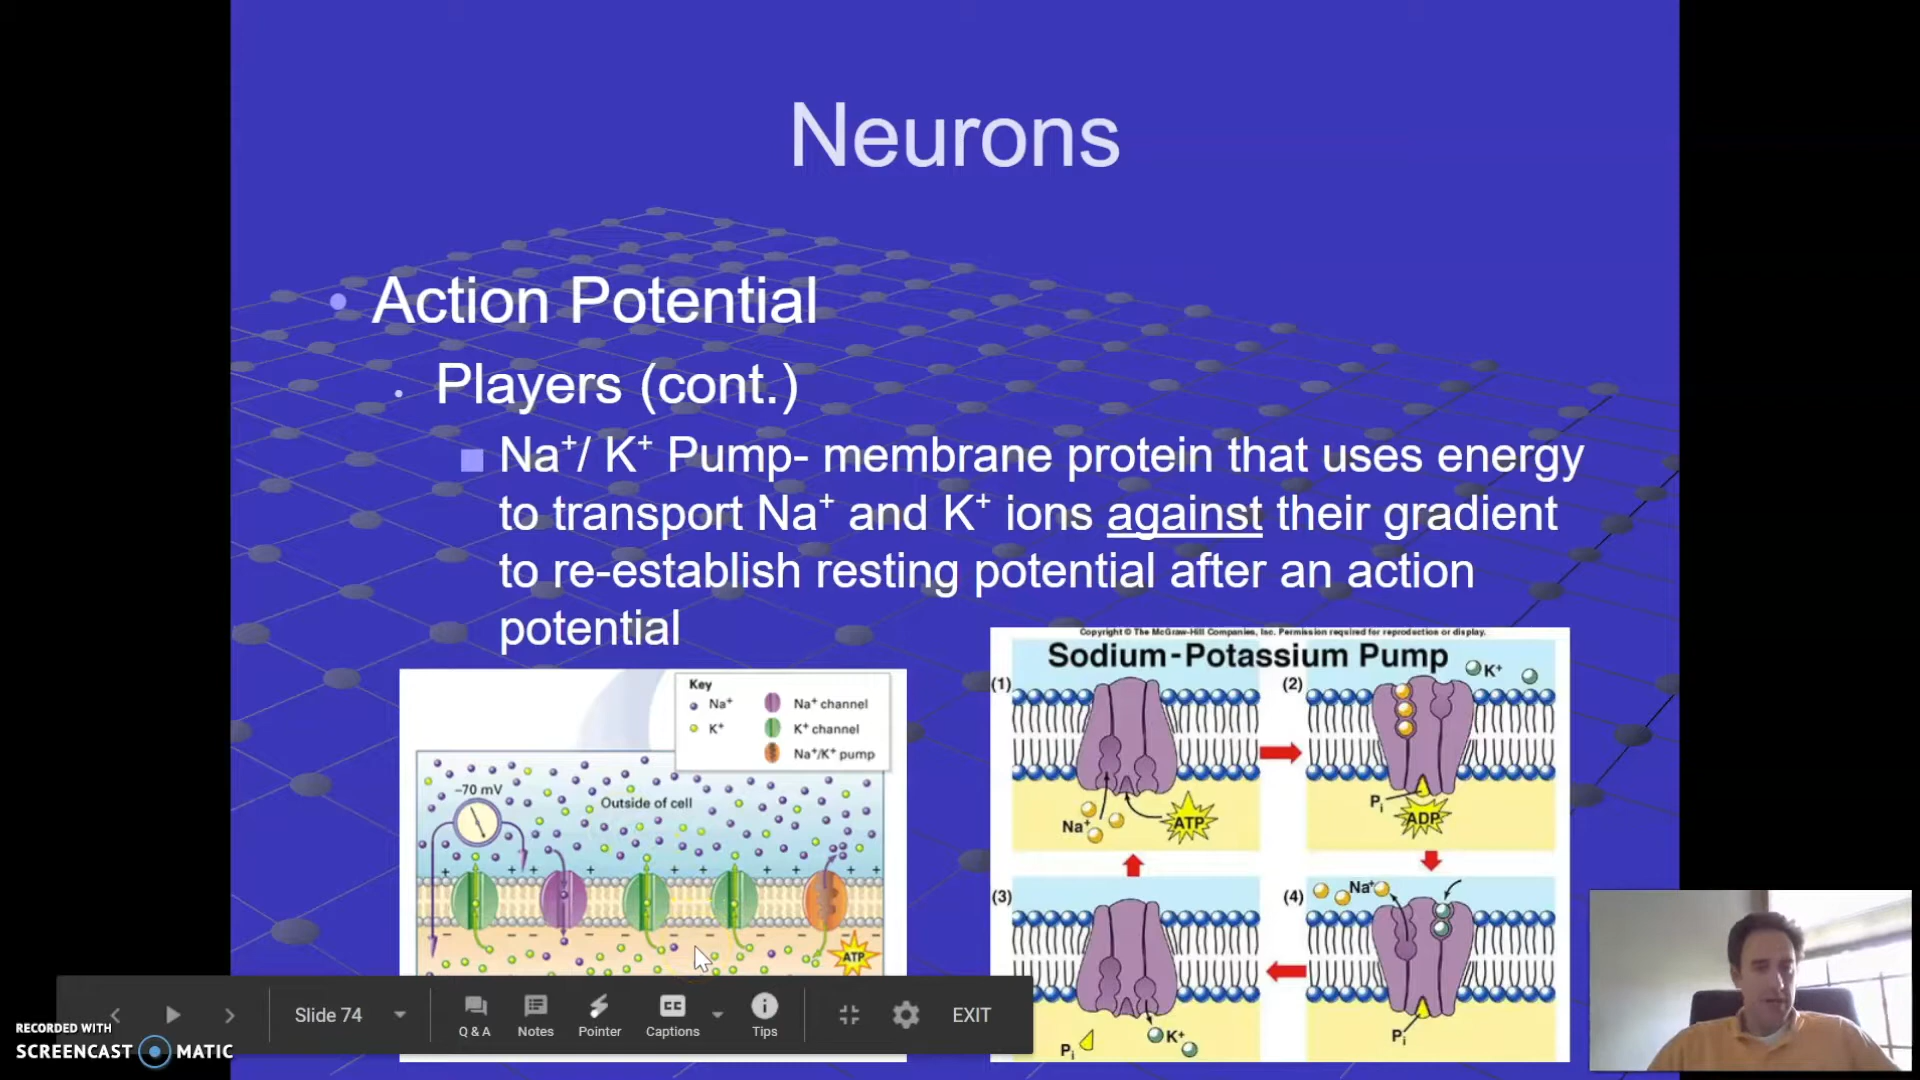 Neurons
Action Potential
Players (cont.)
Na⁺/ K⁺ Pump- membrane protein that uses energy
to transport Na⁺ and K⁺ ions against their gradient
to re-establish resting potential after an action
potential
Key
Na⁺
Na⁺ channel
K⁺
K⁺ channel
Na⁺/K⁺ pump
-70 mV
Outside of cell
+ + + + + + +
ATP
Copyright © The McGraw-Hill Companies, Inc. Permission required for reproduction or display.
Sodium-Potassium Pump
(1)
Na⁺
ATP
(2)
K⁺
Pi
ADP
(3)
Pi
K⁺
(4)
Na⁺
Pi
Slide 74
Q & A
Notes
Pointer
CC
Captions
Tips
EXIT
RECORDED WITH
SCREENCAST MATIC